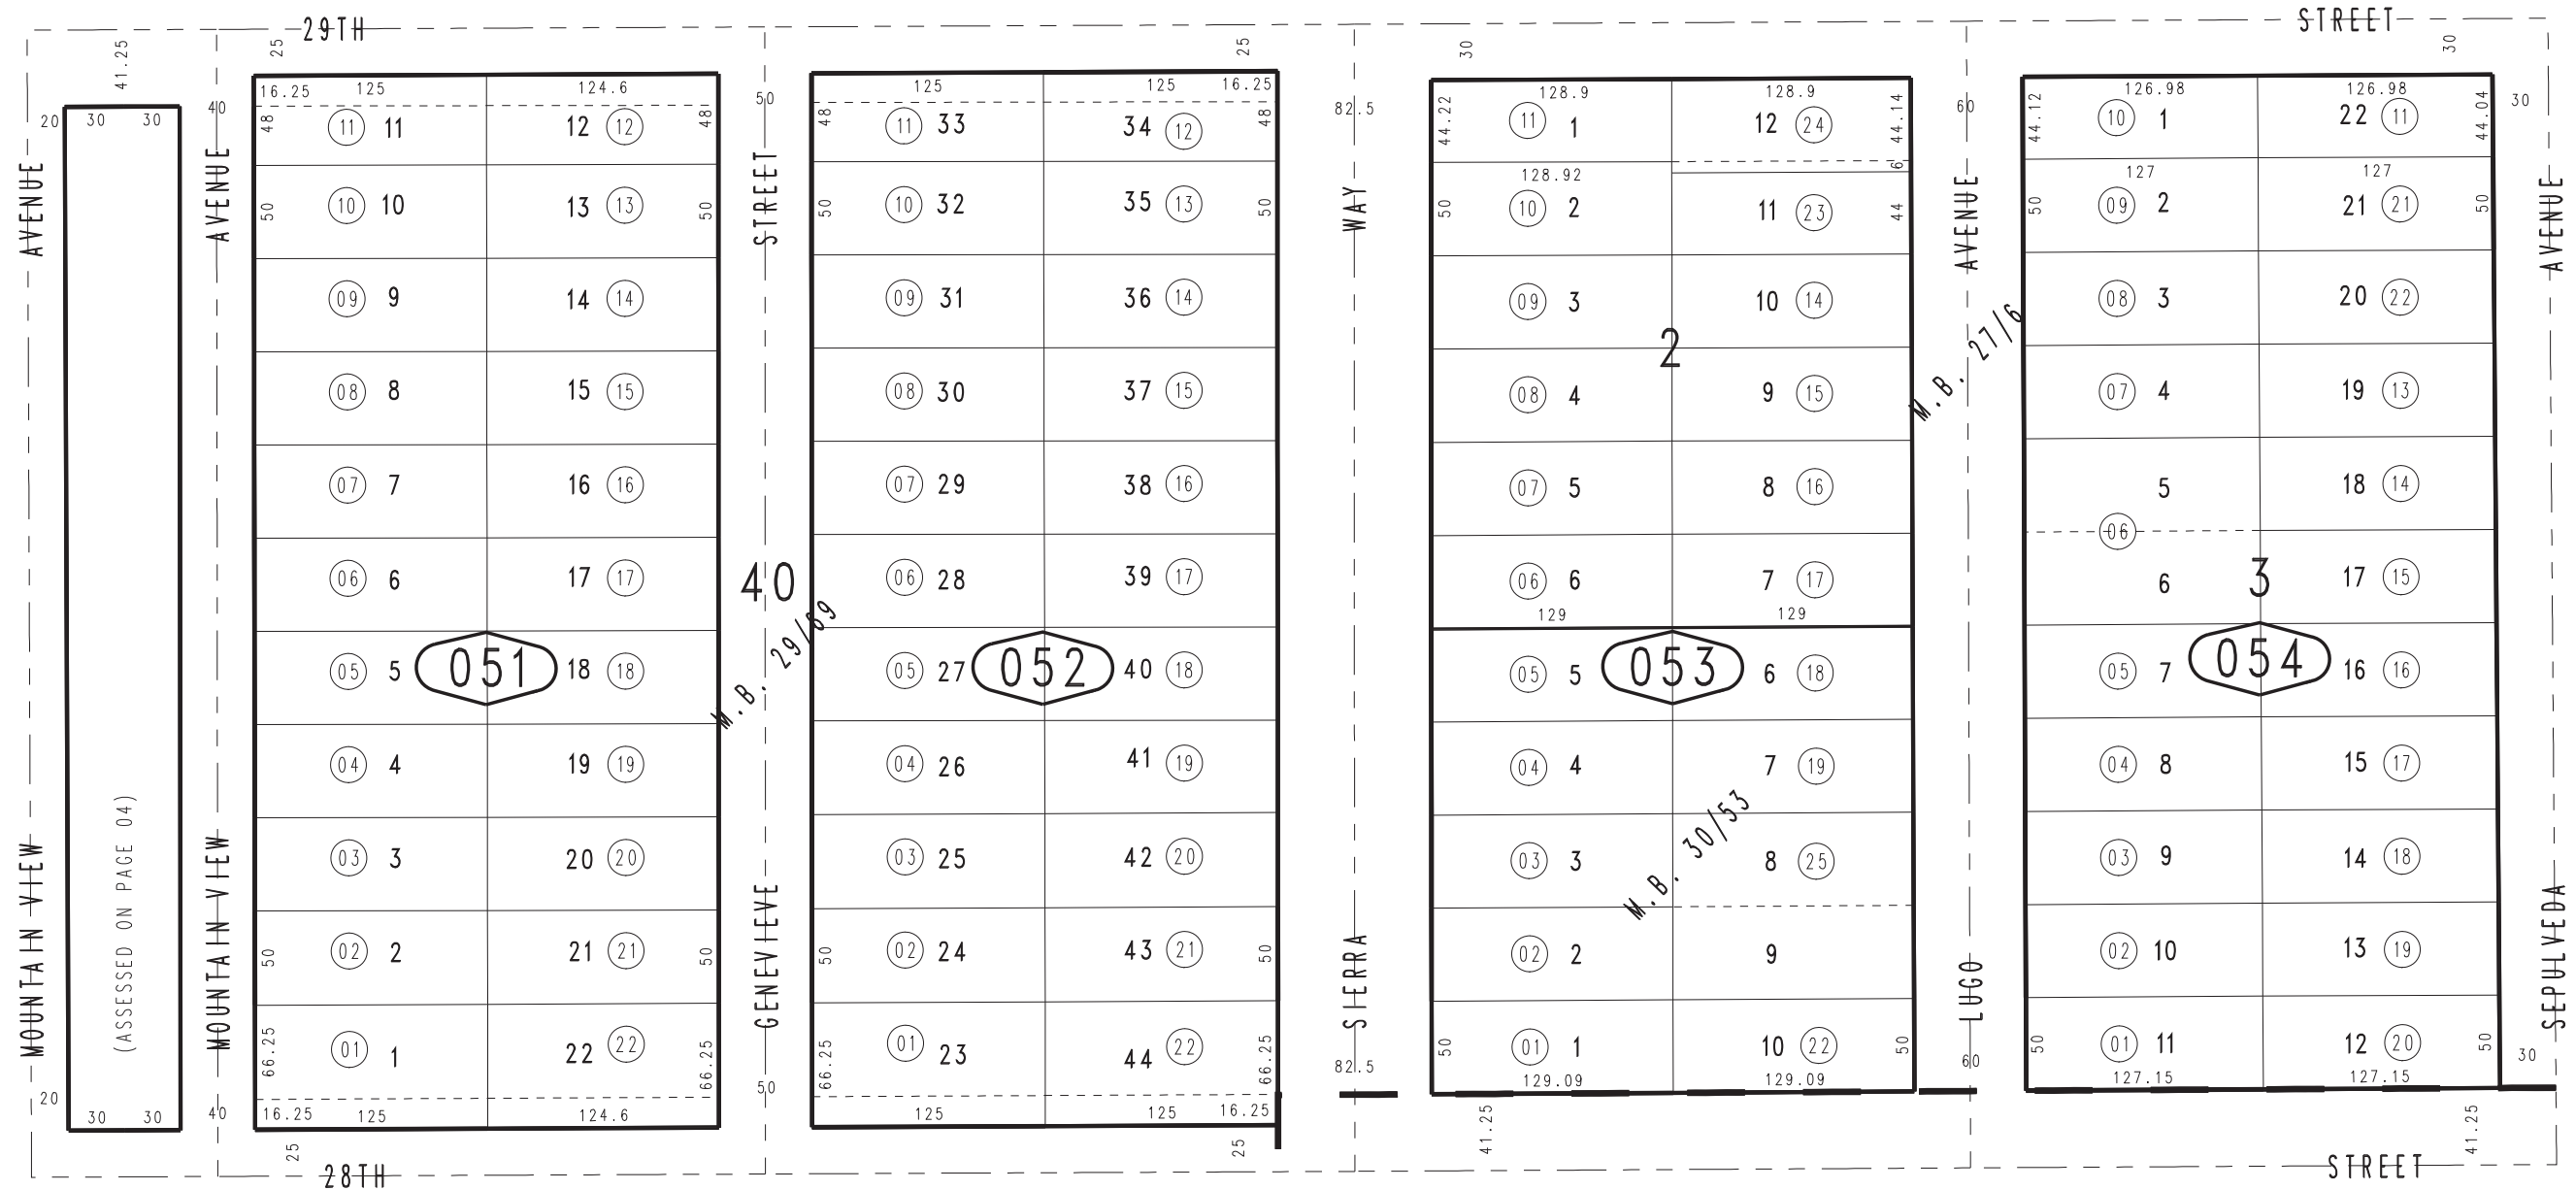 29TH STREET
41.25 25 25 30 30
16.25 125 124.6 125 125 16.25 128.9 128.9 126.98 126.98
20 30 30 40 50 82.5 60 30
48 11 11 12 12 48 48 11 33 34 12 48 44.22 11 1 12 24 44.14 44.12 10 1 22 11 44.04
128.92 6 127 127
50 10 10 13 13 50 50 10 32 35 13 50 50 10 2 11 23 44 50 09 2 21 21 50
AVENUE AVENUE STREET WAY AVENUE AVENUE
09 9 14 14 09 31 36 14 09 3 10 14 08 3 20 22
2
M.B. 27/6
08 8 15 15 08 30 37 15 08 4 9 15 07 4 19 13
07 7 16 16 07 29 38 16 07 5 8 16 5 18 14
06
06 6 17 17 06 28 39 17 06 6 7 17 6 17 15
40 3
129 129
M.B. 29/69
05 5 051 18 18 05 27 052 40 18 05 5 053 6 18 05 7 054 16 16
04 4 19 19 04 26 41 19 04 4 7 19 04 8 15 17
03 3 20 20 03 25 42 20 03 3 8 25 03 9 14 18
M.B. 30/53
(ASSESSED ON PAGE 04)
50 02 2 21 21 50 50 02 24 43 21 50 02 2 9 02 10 13 19
MOUNTAIN VIEW MOUNTAIN VIEW GENEVIEVE SIERRA LUGO SEPULVEDA
66.25 01 1 22 22 66.25 66.25 01 23 44 22 66.25 50 01 1 10 22 50 50 01 11 12 20 50
129.09 129.09 127.15 127.15
20 40 50 82.5 60 30
30 30 16.25 125 124.6 125 125 16.25
25 25 41.25 41.25
28TH STREET